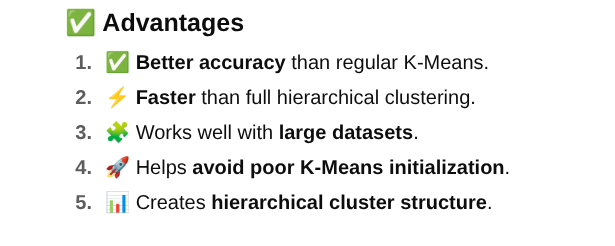 ✅ Advantages
1. ✅ Better accuracy than regular K-Means.
2. ⚡ Faster than full hierarchical clustering.
3. 🧩 Works well with large datasets.
4. 🚀 Helps avoid poor K-Means initialization.
5. 📊 Creates hierarchical cluster structure.